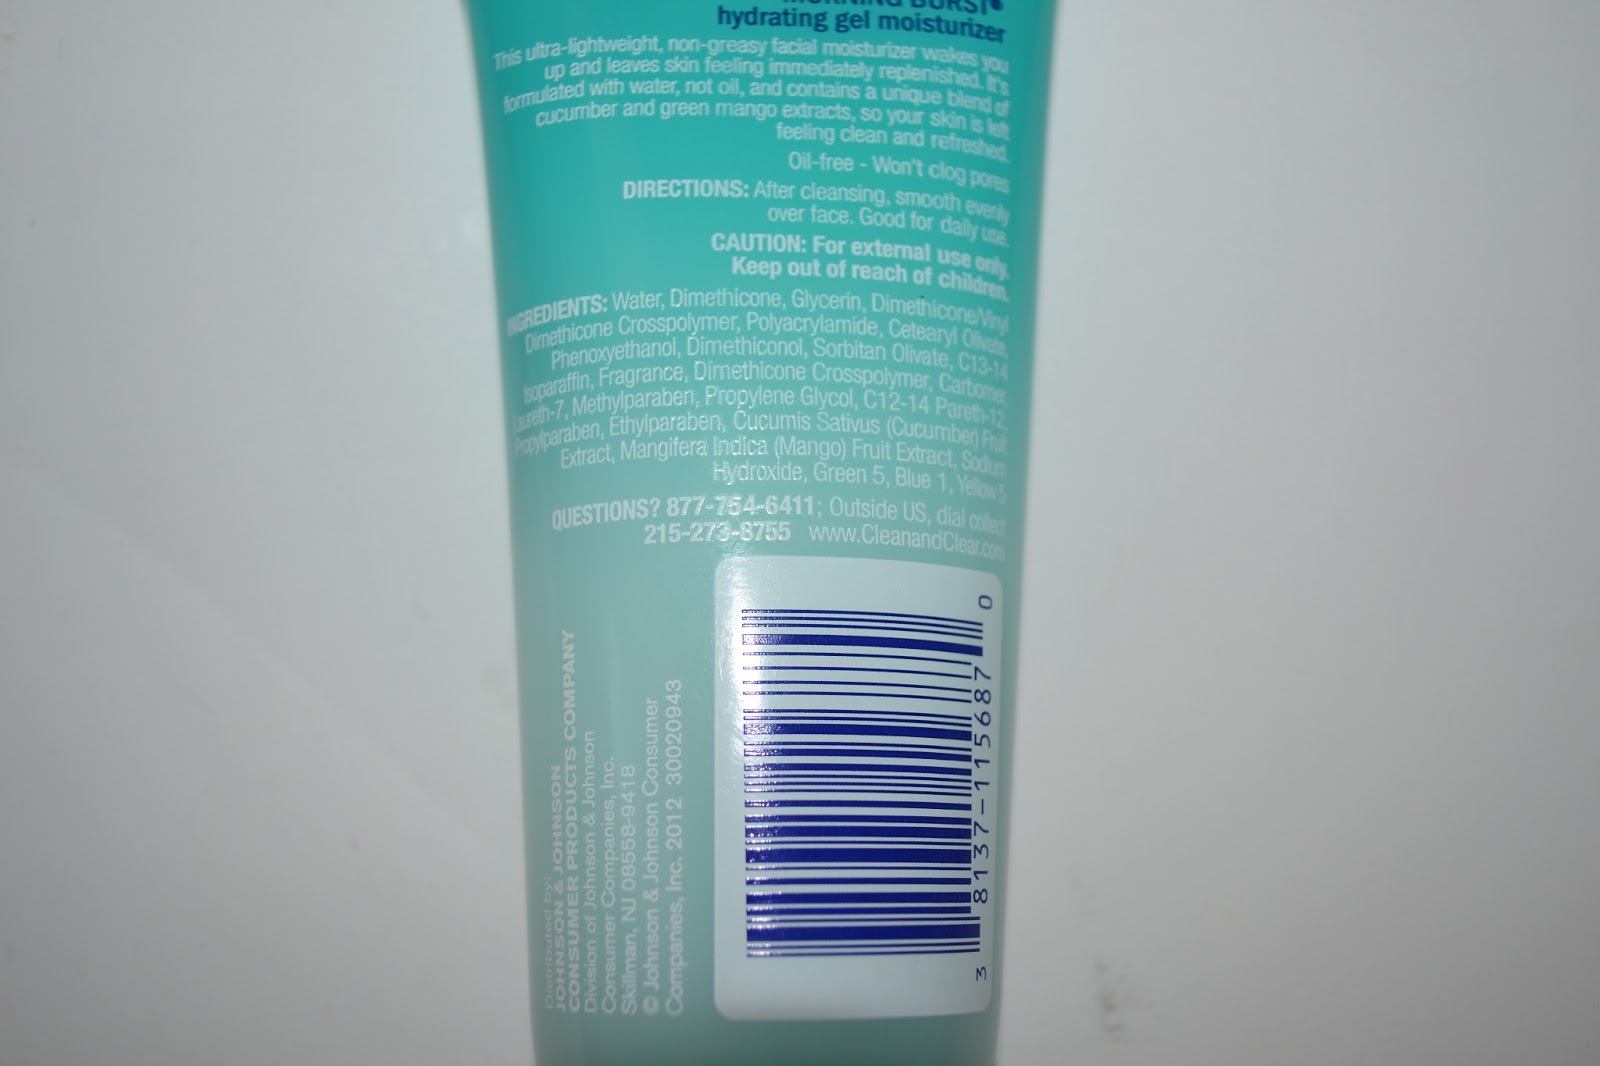 MORNING BURST®
hydrating gel moisturizer
This ultra-lightweight, non-greasy facial moisturizer wakes you
up and leaves skin feeling immediately replenished. It's
formulated with water, not oil, and contains a unique blend of
cucumber and green mango extracts, so your skin is left
feeling clean and refreshed.
Oil-free - Won't clog pores
DIRECTIONS: After cleansing, smooth evenly
over face. Good for daily use.
CAUTION: For external use only.
Keep out of reach of children.
INGREDIENTS: Water, Dimethicone, Glycerin, Dimethicone/Vinyl
Dimethicone Crosspolymer, Polyacrylamide, Cetearyl Olivate,
Phenoxyethanol, Dimethiconol, Sorbitan Olivate, C13-14
Isoparaffin, Fragrance, Dimethicone Crosspolymer, Carbomer,
Laureth-7, Methylparaben, Propylene Glycol, C12-14 Pareth-12,
Propylparaben, Ethylparaben, Cucumis Sativus (Cucumber) Fruit
Extract, Mangifera Indica (Mango) Fruit Extract, Sodium
Hydroxide, Green 5, Blue 1, Yellow 5
QUESTIONS? 877-754-6411; Outside US, dial collect
215-273-8755 www.CleanandClear.com
Distributed by:
JOHNSON & JOHNSON
CONSUMER PRODUCTS COMPANY
Division of Johnson & Johnson
Consumer Companies, Inc.
Skillman, NJ 08558-9418
© Johnson & Johnson Consumer
Companies, Inc. 2012 30020943
3 8137-115687 0